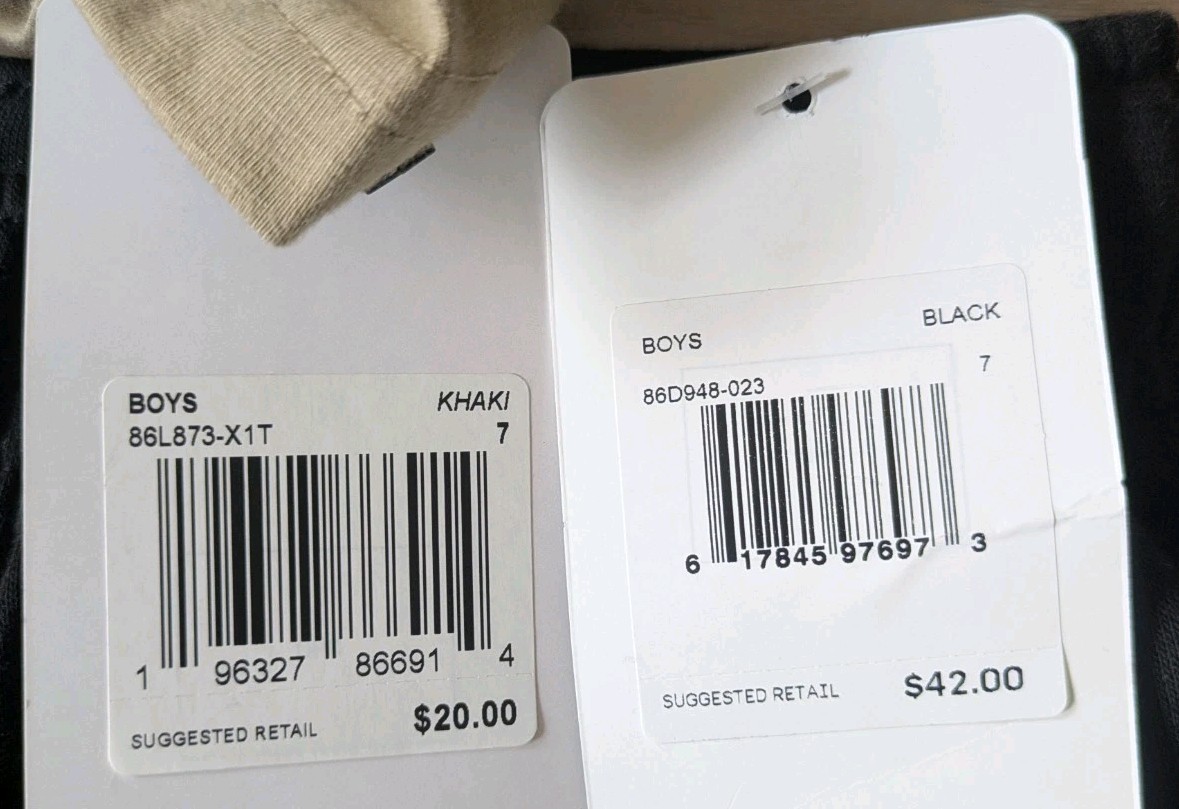 BOYS KHAKI
86L873-X1T 7
1 96327 86691 4
SUGGESTED RETAIL $20.00
BOYS BLACK
7
86D948-023
6 17845 97697 3
SUGGESTED RETAIL $42.00